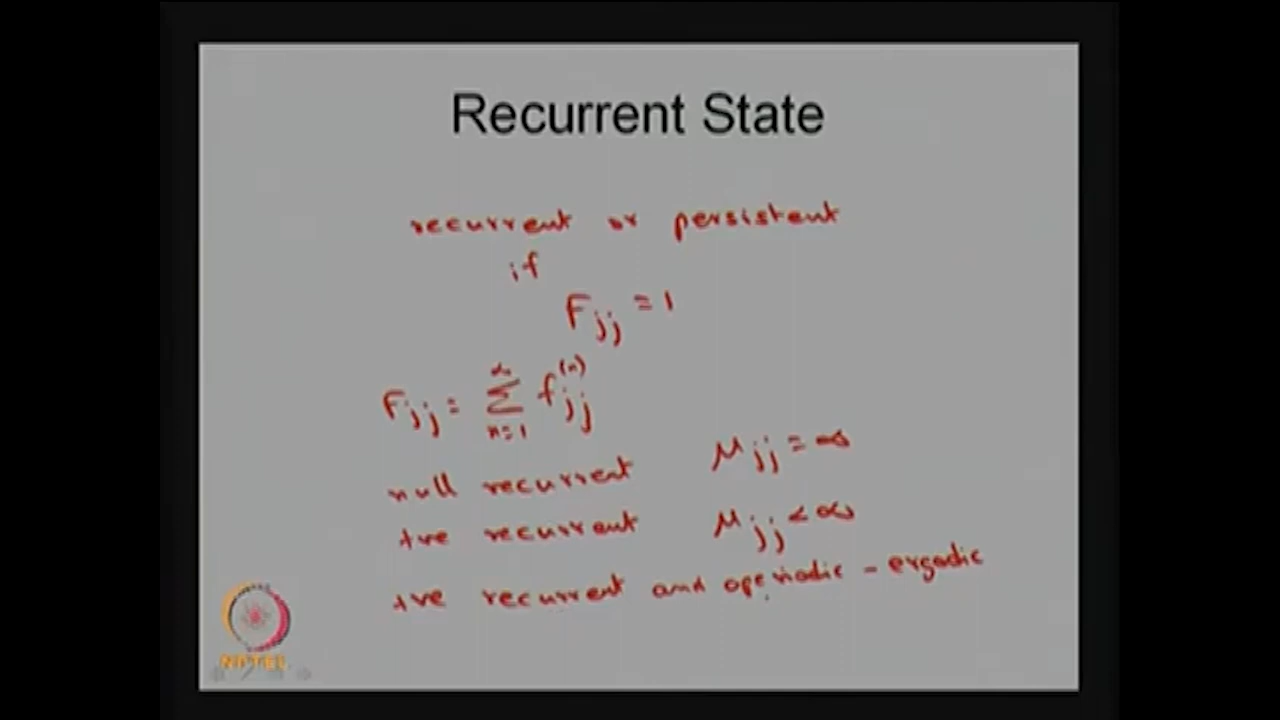 Recurrent State
recurrent or persistent
if
F_jj = 1
F_jj = ∑_{n=1}^{∞} f_jj^{(n)}
null recurrent μ_jj = ∞
+ve recurrent μ_jj < ∞
+ve recurrent and aperiodic - ergodic
NPTEL